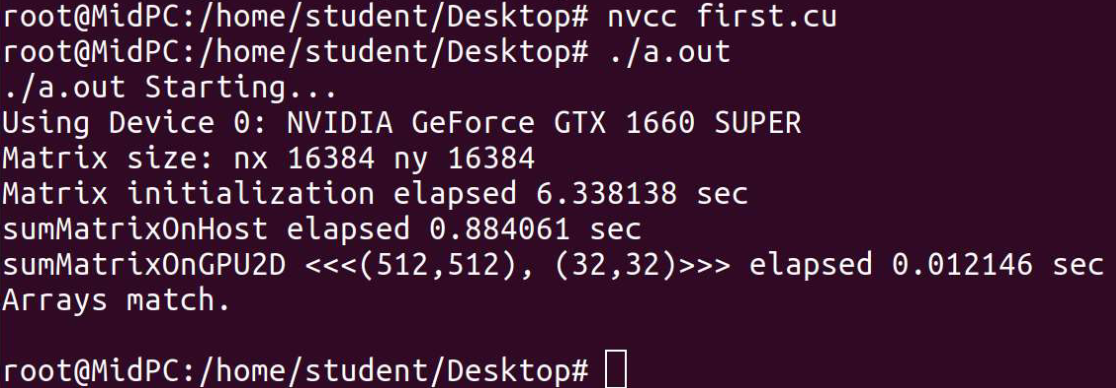 root@MidPC:/home/student/Desktop# nvcc first.cu
root@MidPC:/home/student/Desktop# ./a.out
./a.out Starting...
Using Device 0: NVIDIA GeForce GTX 1660 SUPER
Matrix size: nx 16384 ny 16384
Matrix initialization elapsed 6.338138 sec
sumMatrixOnHost elapsed 0.884061 sec
sumMatrixOnGPU2D <<<(512,512), (32,32)>>> elapsed 0.012146 sec
Arrays match.
root@MidPC:/home/student/Desktop#